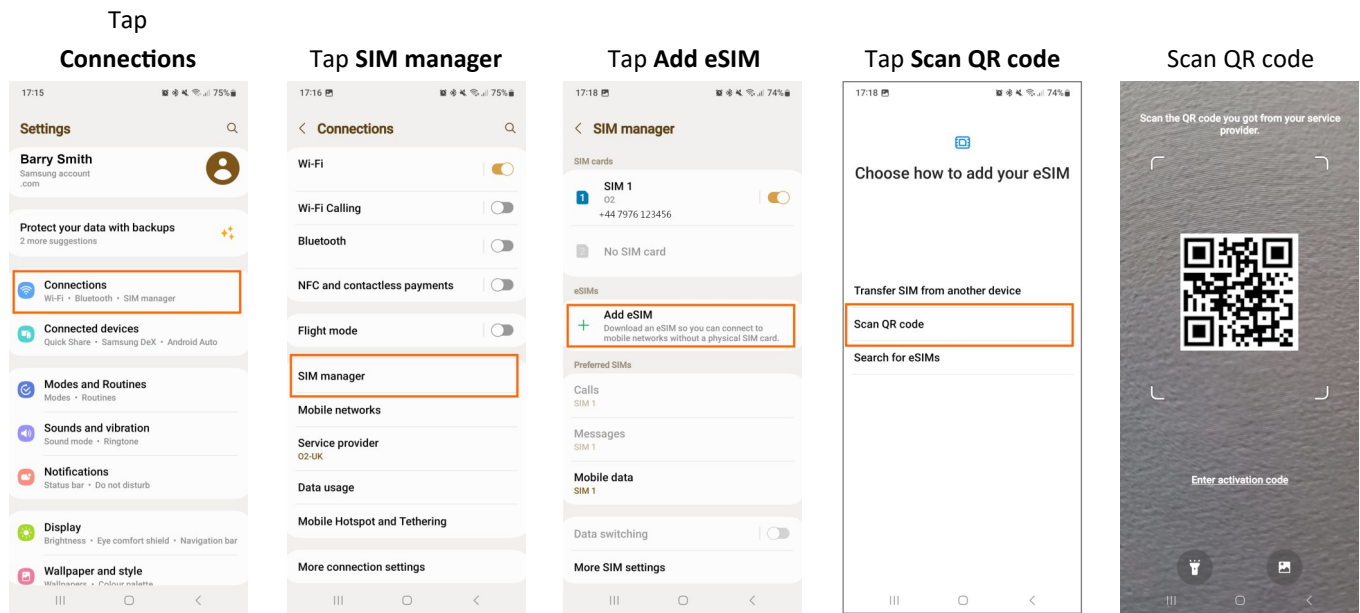 Tap
Connections
Tap SIM manager
Tap Add eSIM
Tap Scan QR code
Scan QR code
17:15
75%
Settings
Barry Smith
Samsung account
.com
Protect your data with backups
2 more suggestions
Connections
Wi-Fi • Bluetooth • SIM manager
Connected devices
Quick Share • Samsung DeX • Android Auto
Modes and Routines
Modes • Routines
Sounds and vibration
Sound mode • Ringtone
Notifications
Status bar • Do not disturb
Display
Brightness • Eye comfort shield • Navigation bar
Wallpaper and style
Wallpapers • Colour palette
17:16
75%
Connections
Wi-Fi
Wi-Fi Calling
Bluetooth
NFC and contactless payments
Flight mode
SIM manager
Mobile networks
Service provider
O2-UK
Data usage
Mobile Hotspot and Tethering
More connection settings
17:18
74%
SIM manager
SIM cards
1
SIM 1
O2
+44 7976 123456
2
No SIM card
eSIMs
Add eSIM
Download an eSIM so you can connect to
mobile networks without a physical SIM card.
Preferred SIMs
Calls
SIM 1
Messages
SIM 1
Mobile data
SIM 1
Data switching
More SIM settings
17:18
74%
Choose how to add your eSIM
Transfer SIM from another device
Scan QR code
Search for eSIMs
Scan the QR code you got from your service
provider.
Enter activation code